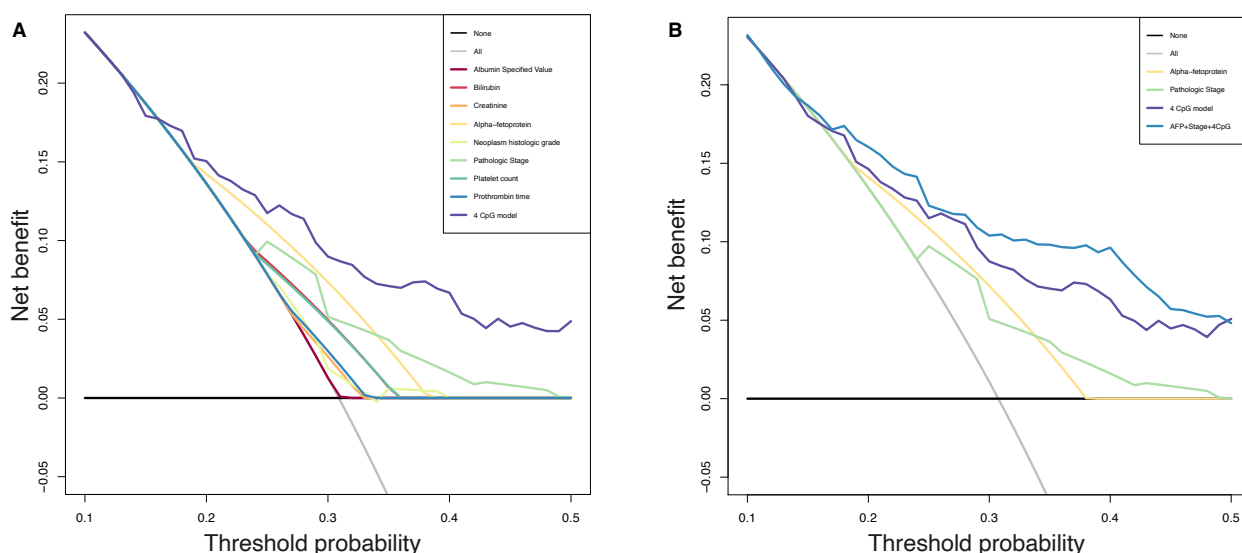 A
None
All
Albumin Specified Value
Bilirubin
Creatinine
Alpha−fetoprotein
Neoplasm histologic grade
Pathologic Stage
Platelet count
Prothrombin time
4 CpG model
Net benefit
0.20
0.15
0.10
0.05
0.00
−0.05
0.1 0.2 0.3 0.4 0.5
Threshold probability
B
None
All
Alpha−fetoprotein
Pathologic Stage
4 CpG model
AFP+Stage+4CpG
Net benefit
0.20
0.15
0.10
0.05
0.00
−0.05
0.1 0.2 0.3 0.4 0.5
Threshold probability